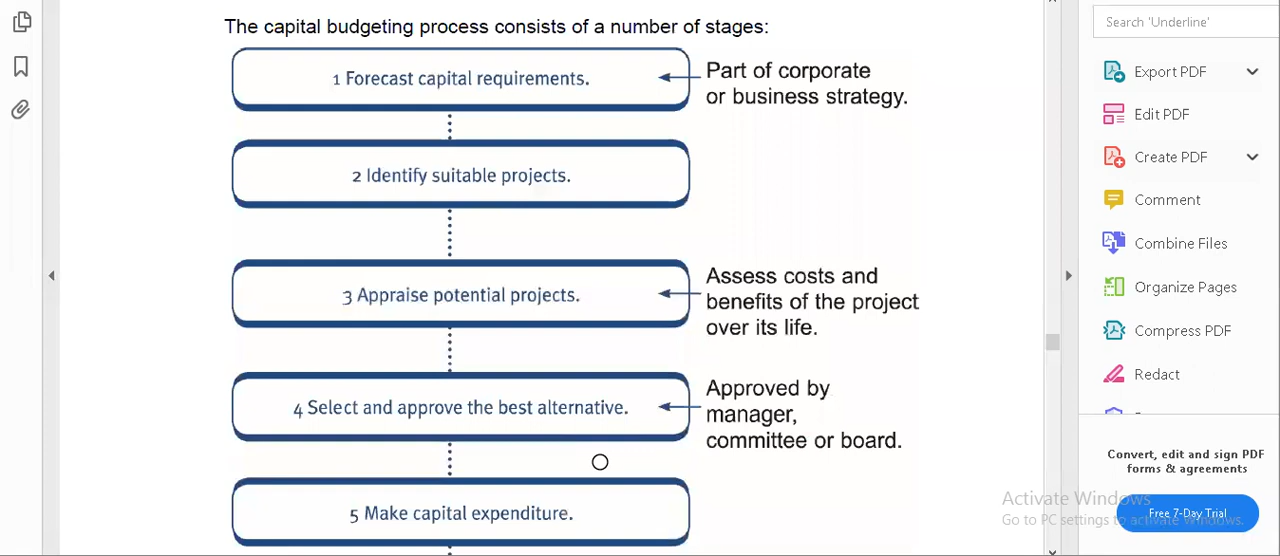 The capital budgeting process consists of a number of stages:
1 Forecast capital requirements.
Part of corporate
or business strategy.
2 Identify suitable projects.
3 Appraise potential projects.
Assess costs and
benefits of the project
over its life.
4 Select and approve the best alternative.
Approved by
manager,
committee or board.
5 Make capital expenditure.
Search 'Underline'
Export PDF
Edit PDF
Create PDF
Comment
Combine Files
Organize Pages
Compress PDF
Redact
Convert, edit and sign PDF
forms & agreements
Free 7-Day Trial
Activate Windows
Go to PC settings to activate Windows.